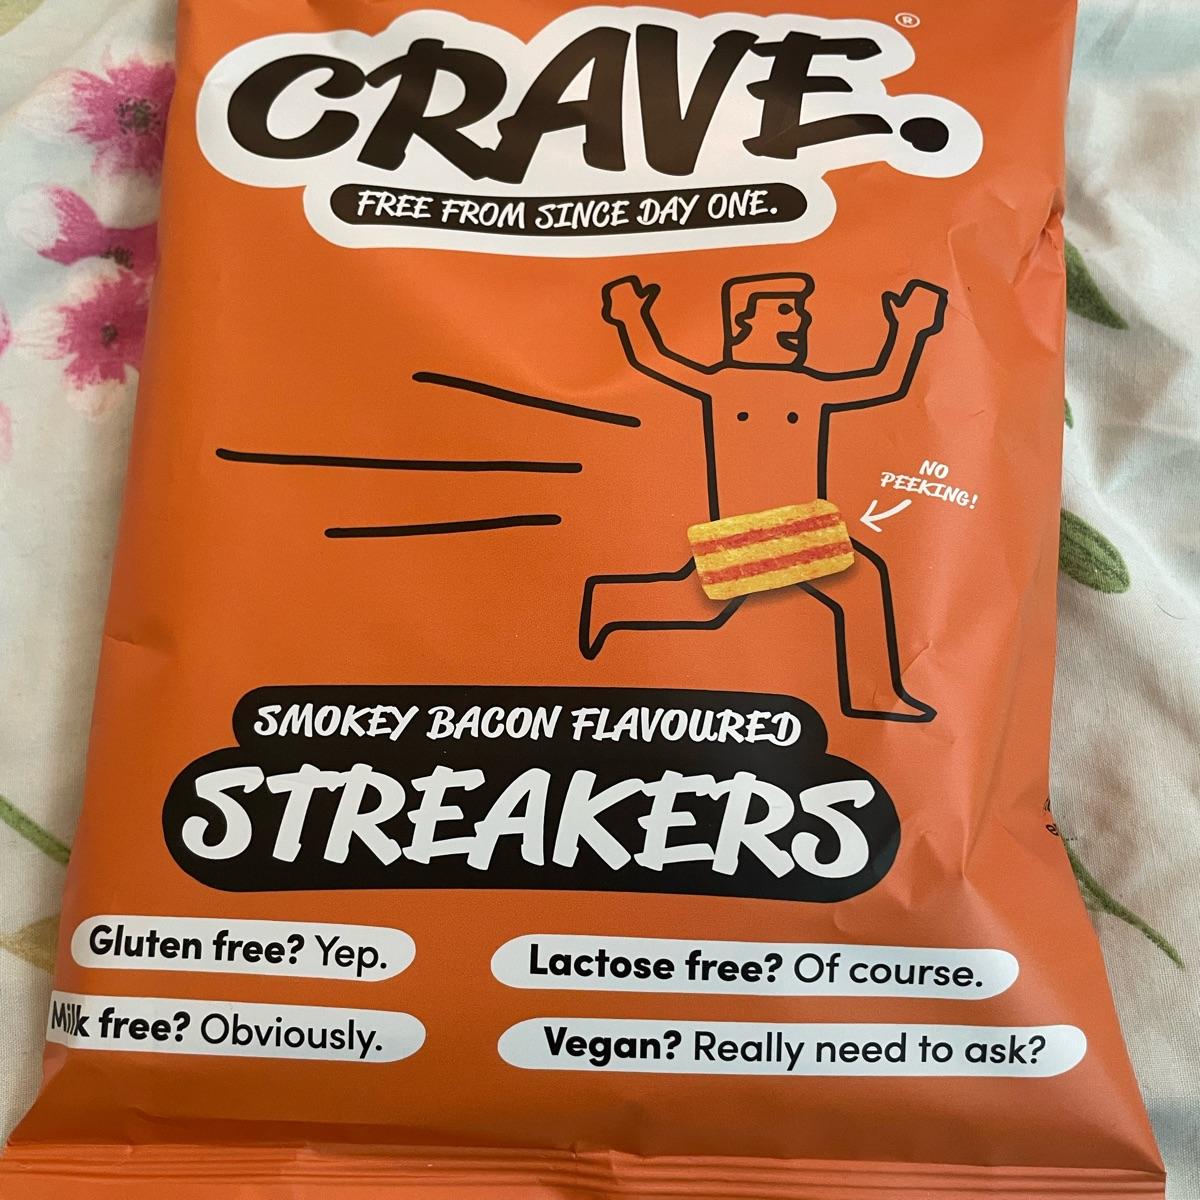 CRAVE.®
FREE FROM SINCE DAY ONE.
NO
PEEKING!
SMOKEY BACON FLAVOURED
STREAKERS
Gluten free? Yep.
Lactose free? Of course.
Milk free? Obviously.
Vegan? Really need to ask?